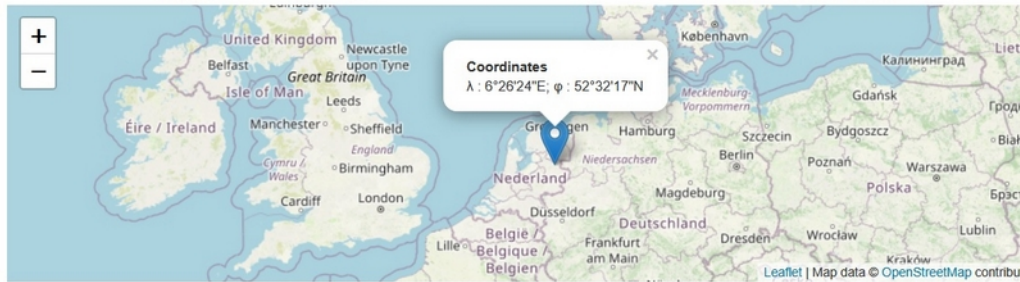 +
−
Coordinates
λ : 6°26'24"E; φ : 52°32'17"N
×
United Kingdom
Newcastle
upon Tyne
København
Belfast
Great Britain
Калининград
Isle of Man
Leeds
Mecklenburg-
Vorpommern
Gdańsk
Éire / Ireland
Manchester
Sheffield
Hamburg
Szczecin
Bydgoszcz
England
Cymru /
Wales
Birmingham
Niedersachsen
Berlin
Poznań
Warszawa
Nederland
Cardiff
London
Magdeburg
Polska
Düsseldorf
Deutschland
Lille
België /
Belgique /
Belgien
Frankfurt
am Main
Dresden
Wrocław
Lublin
Kraków
Leaflet | Map data © OpenStreetMap contribu